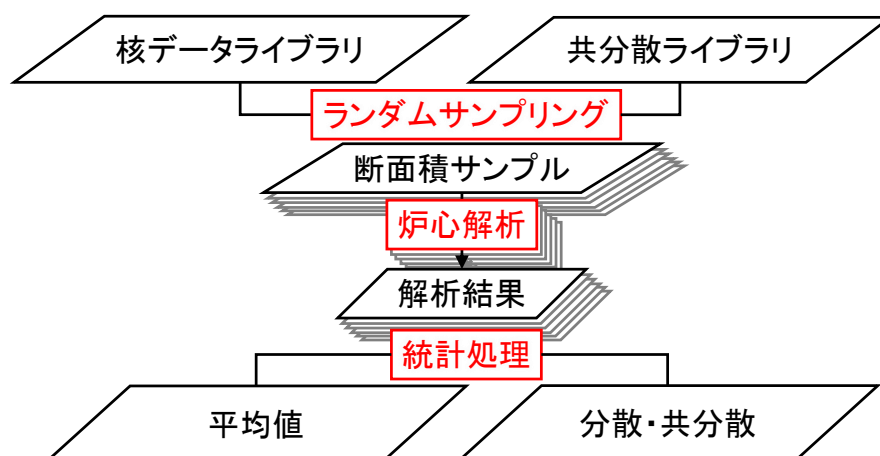 核データライブラリ
共分散ライブラリ
ランダムサンプリング
断面積サンプル
炉心解析
解析結果
統計処理
平均値
分散・共分散